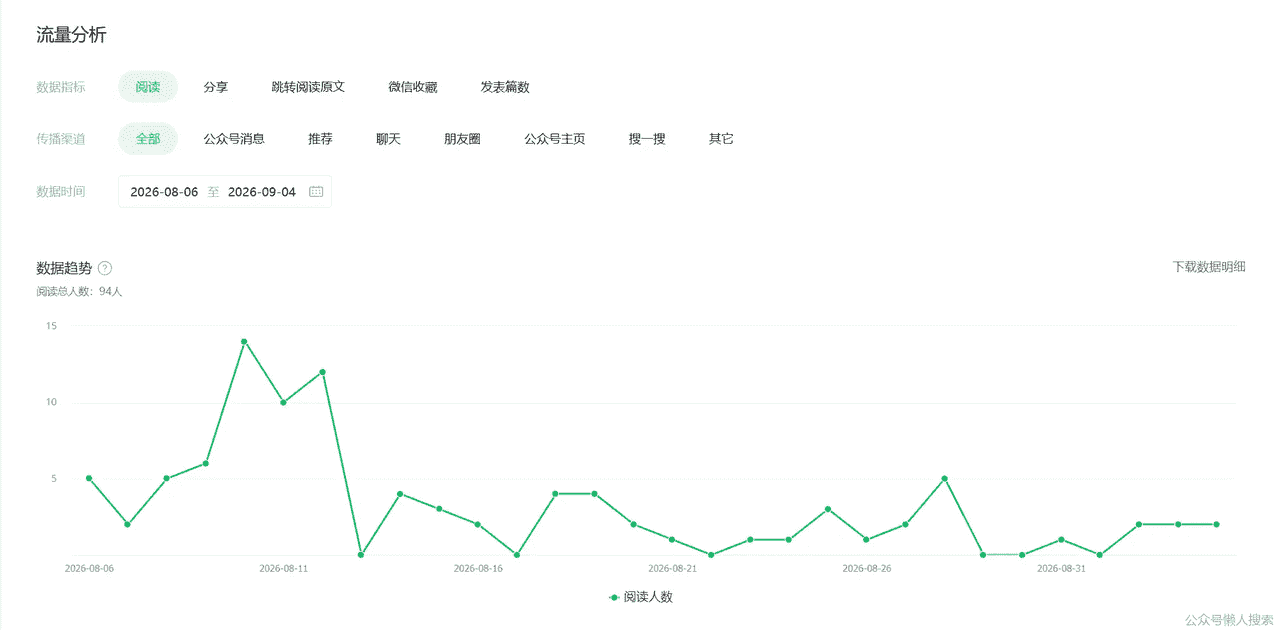 流量分析
数据指标 阅读 分享 跳转阅读原文 微信收藏 发表篇数
传播渠道 全部 公众号消息 推荐 聊天 朋友圈 公众号主页 搜一搜 其它
数据时间 2026-08-06 至 2026-09-04
数据趋势 ? 下载数据明细
阅读总人数：94人
15
10
5
2026-08-06 2026-08-11 2026-08-16 2026-08-21 2026-08-26 2026-08-31
阅读人数
公众号懒人搜索